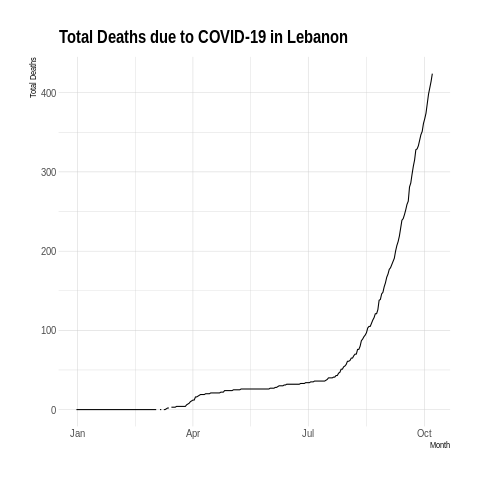 Total Deaths due to COVID-19 in Lebanon
Total Deaths
400
300
200
100
0
Jan Apr Jul Oct
Month